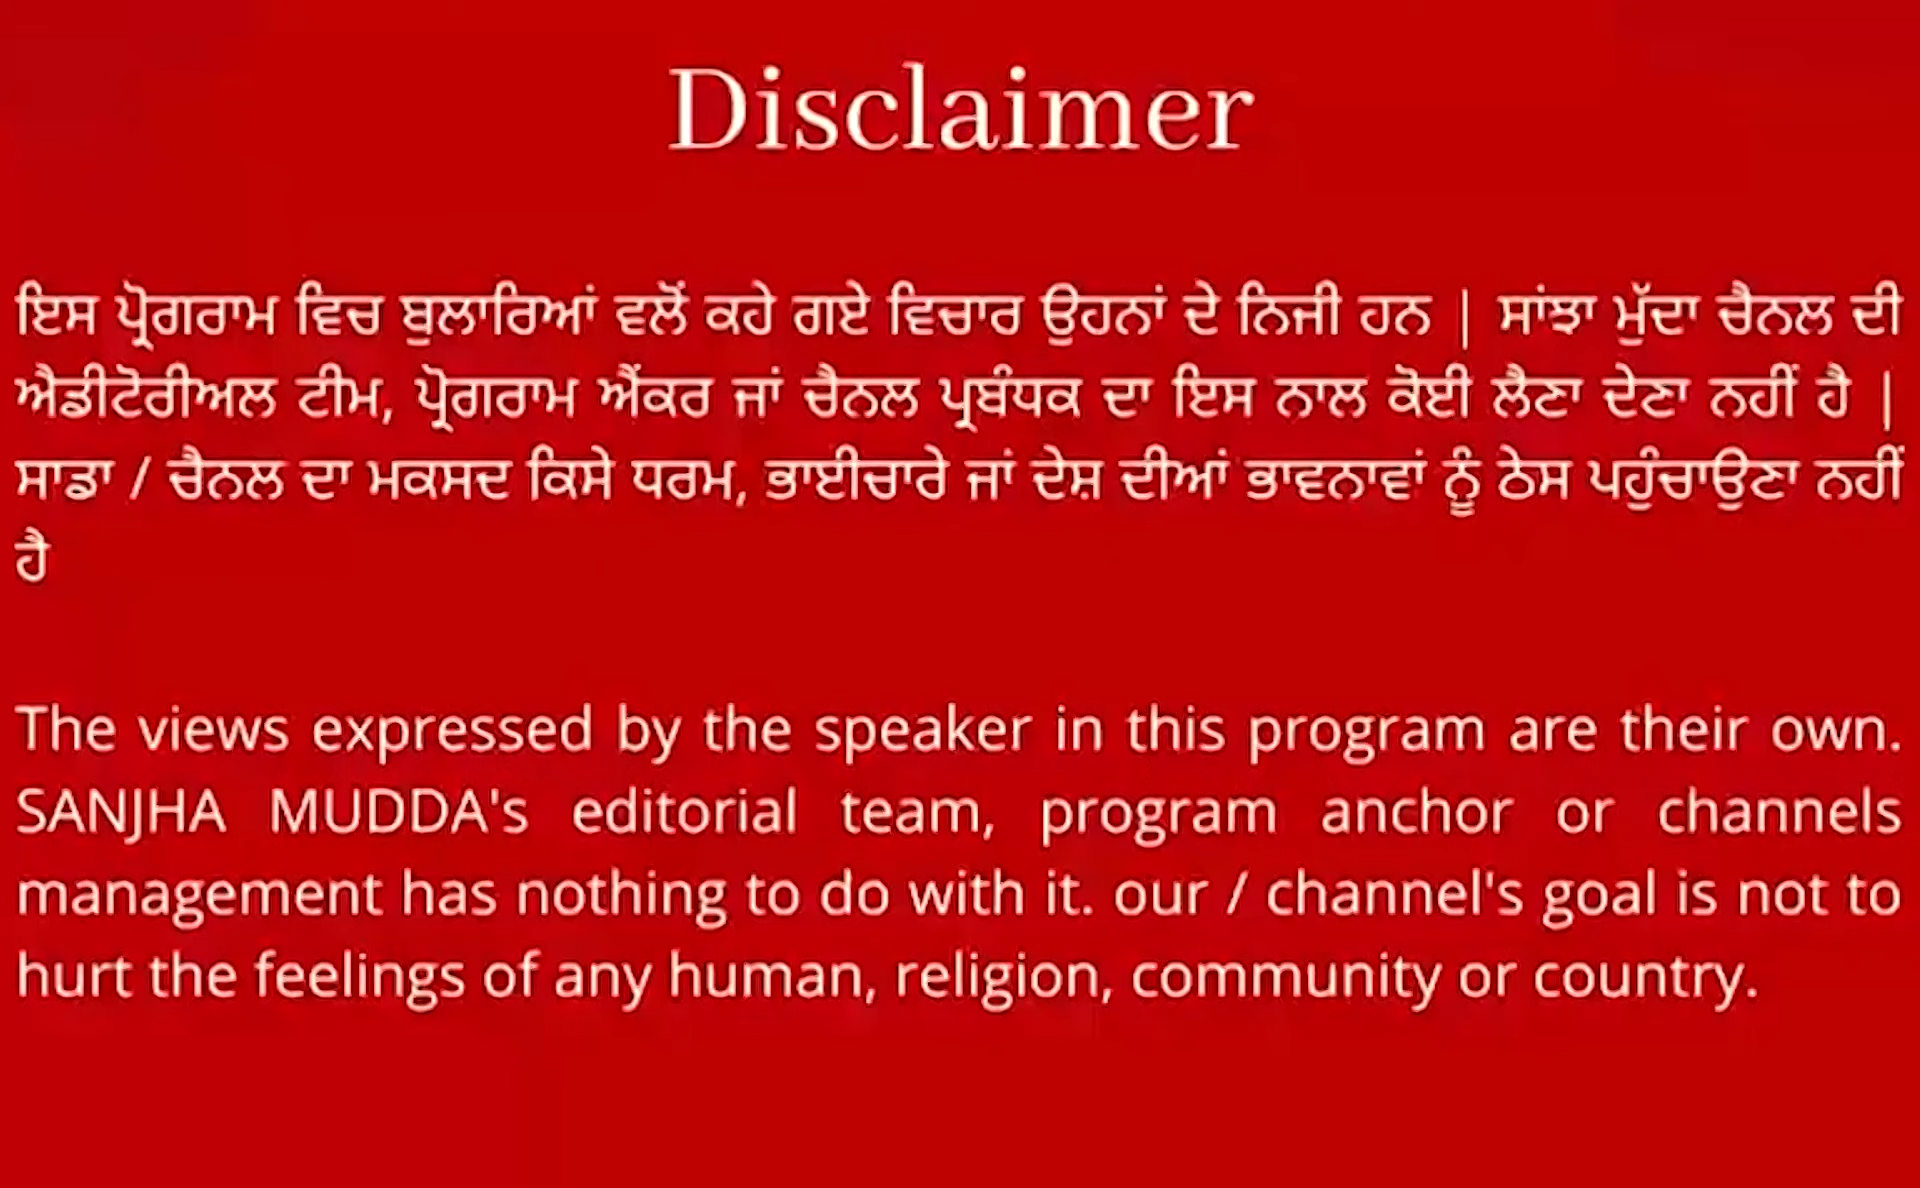 Disclaimer
ਇਸ ਪ੍ਰੋਗਰਾਮ ਵਿਚ ਬੁਲਾਰਿਆਂ ਵਲੋਂ ਕਹੇ ਗਏ ਵਿਚਾਰ ਉਹਨਾਂ ਦੇ ਨਿਜੀ ਹਨ | ਸਾਂਝਾ ਮੁੱਦਾ ਚੈਨਲ ਦੀ
ਐਡੀਟੋਰੀਅਲ ਟੀਮ, ਪ੍ਰੋਗਰਾਮ ਐਂਕਰ ਜਾਂ ਚੈਨਲ ਪ੍ਰਬੰਧਕ ਦਾ ਇਸ ਨਾਲ ਕੋਈ ਲੈਣਾ ਦੇਣਾ ਨਹੀਂ ਹੈ |
ਸਾਡਾ / ਚੈਨਲ ਦਾ ਮਕਸਦ ਕਿਸੇ ਧਰਮ, ਭਾਈਚਾਰੇ ਜਾਂ ਦੇਸ਼ ਦੀਆਂ ਭਾਵਨਾਵਾਂ ਨੂੰ ਠੇਸ ਪਹੁੰਚਾਉਣਾ ਨਹੀਂ
ਹੈ
The views expressed by the speaker in this program are their own.
SANJHA MUDDA's editorial team, program anchor or channels
management has nothing to do with it. our / channel's goal is not to
hurt the feelings of any human, religion, community or country.